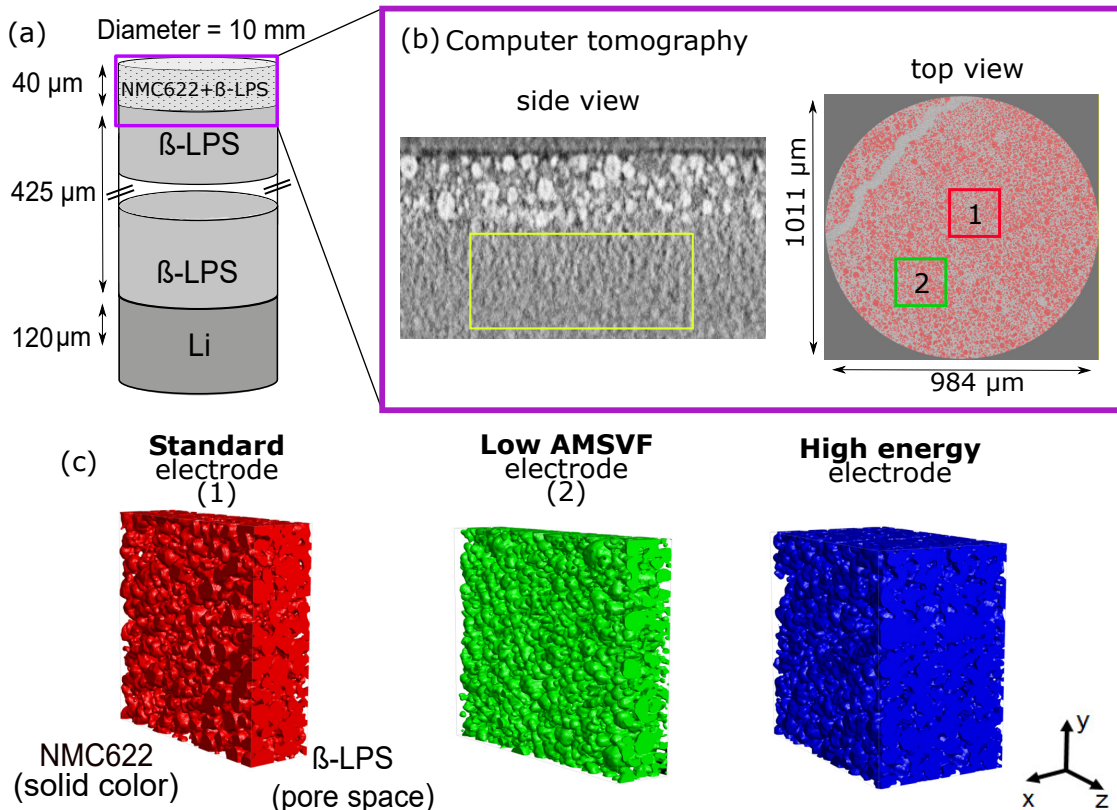 (a)
Diameter = 10 mm
40 µm
NMC622+ß-LPS
ß-LPS
425 µm
ß-LPS
120 µm
Li
(b) Computer tomography
side view
top view
1011 µm
1
2
984 µm
(c)
Standard
electrode
(1)
Low AMSVF
electrode
(2)
High energy
electrode
NMC622
(solid color)
ß-LPS
(pore space)
y
x
z